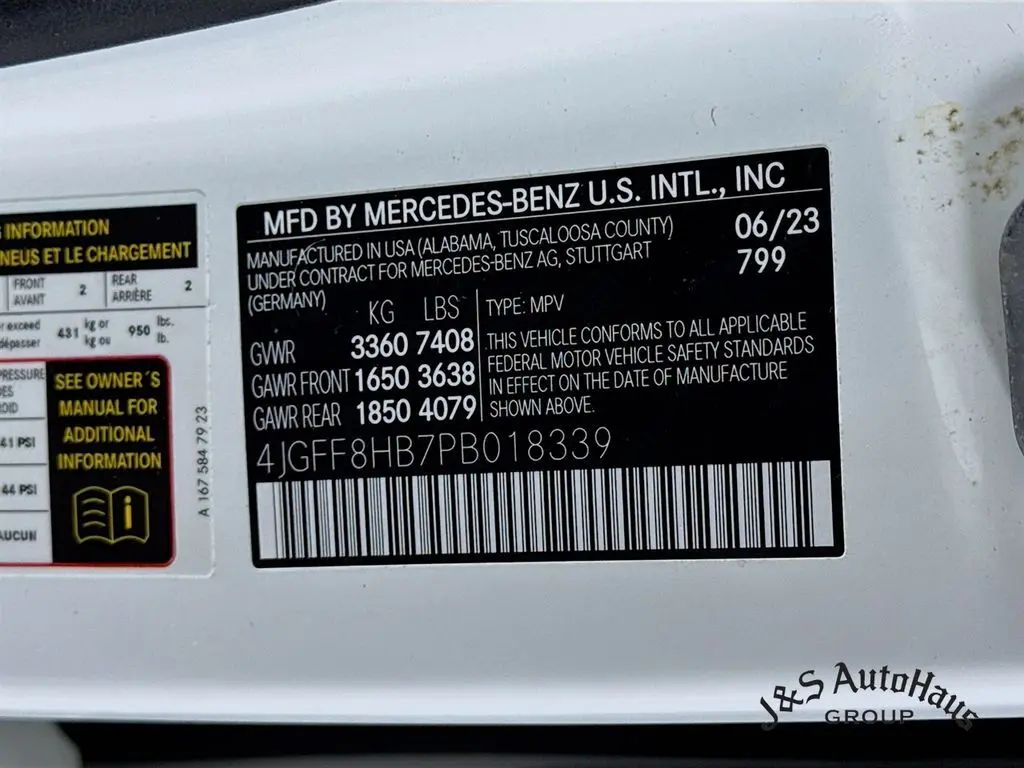 INFORMATION
NEUS ET LE CHARGEMENT
FRONT 2 REAR 2
AVANT ARRIÈRE
r exceed 431 kg or 950 lbs.
dépasser kg ou lb.
PRESSURE
41 PSI
44 PSI
AUCUN
SEE OWNER´S
MANUAL FOR
ADDITIONAL
INFORMATION
A 167 584 79 23
MFD BY MERCEDES-BENZ U.S. INTL., INC
MANUFACTURED IN USA (ALABAMA, TUSCALOOSA COUNTY) 06/23
UNDER CONTRACT FOR MERCEDES-BENZ AG, STUTTGART 799
(GERMANY)
KG LBS TYPE: MPV
GVWR 3360 7408
GAWR FRONT 1650 3638
GAWR REAR 1850 4079
THIS VEHICLE CONFORMS TO ALL APPLICABLE
FEDERAL MOTOR VEHICLE SAFETY STANDARDS
IN EFFECT ON THE DATE OF MANUFACTURE
SHOWN ABOVE.
4JGFF8HB7PB018339
J&S AutoHaus
GROUP